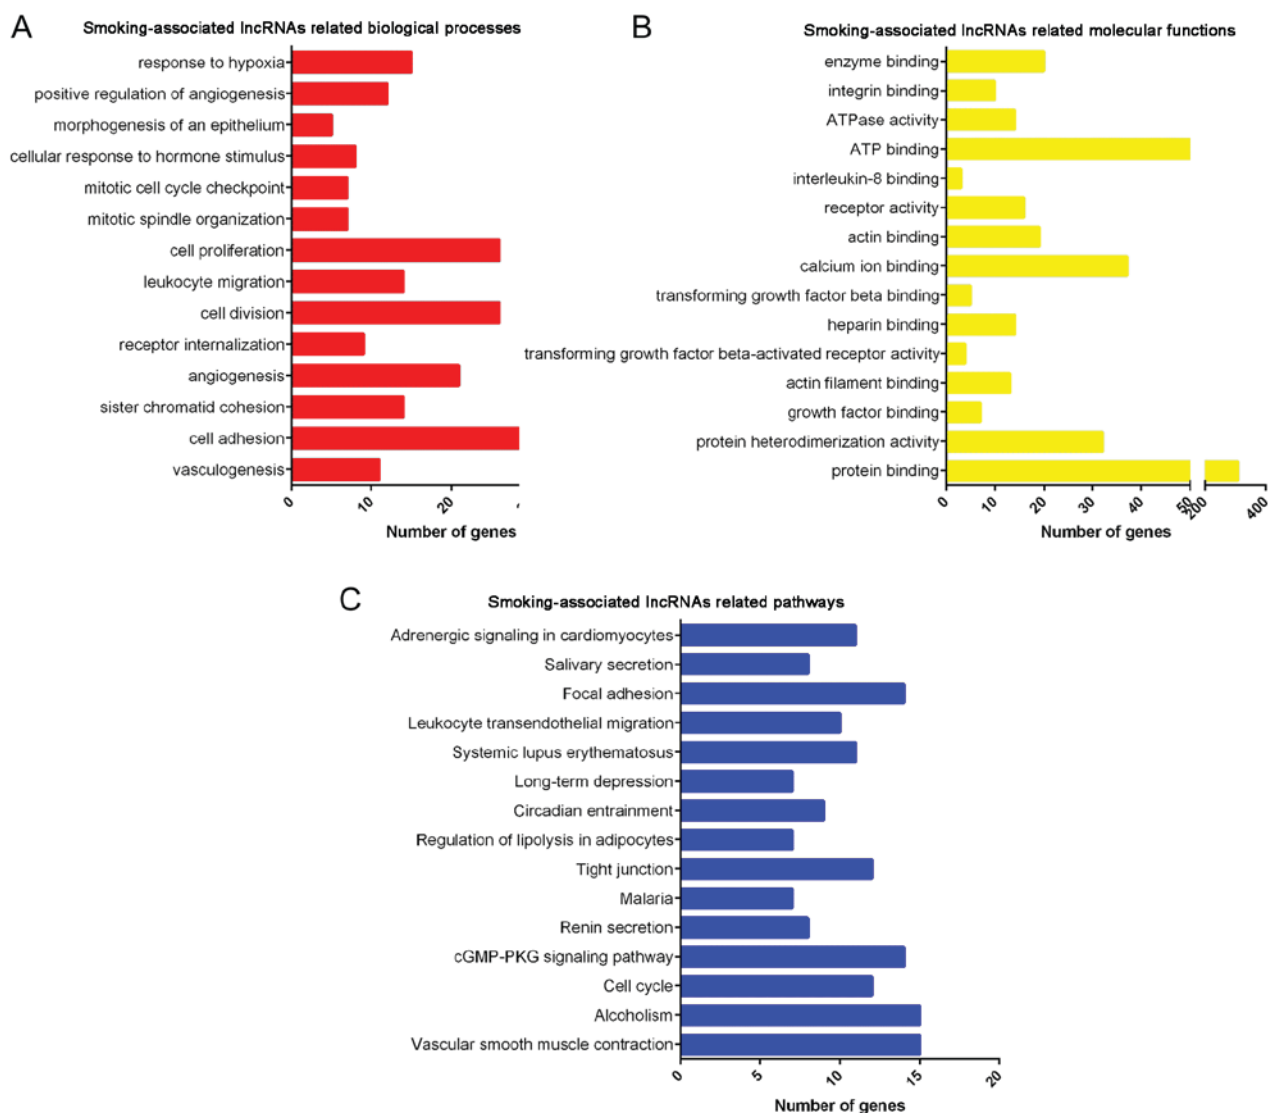 A
Smoking-associated lncRNAs related biological processes
response to hypoxia
positive regulation of angiogenesis
morphogenesis of an epithelium
cellular response to hormone stimulus
mitotic cell cycle checkpoint
mitotic spindle organization
cell proliferation
leukocyte migration
cell division
receptor internalization
angiogenesis
sister chromatid cohesion
cell adhesion
vasculogenesis
0 10 20
Number of genes
B
Smoking-associated lncRNAs related molecular functions
enzyme binding
integrin binding
ATPase activity
ATP binding
interleukin-8 binding
receptor activity
actin binding
calcium ion binding
transforming growth factor beta binding
heparin binding
transforming growth factor beta-activated receptor activity
actin filament binding
growth factor binding
protein heterodimerization activity
protein binding
0 10 20 30 40 50 200 400
Number of genes
C
Smoking-associated lncRNAs related pathways
Adrenergic signaling in cardiomyocytes
Salivary secretion
Focal adhesion
Leukocyte transendothelial migration
Systemic lupus erythematosus
Long-term depression
Circadian entrainment
Regulation of lipolysis in adipocytes
Tight junction
Malaria
Renin secretion
cGMP-PKG signaling pathway
Cell cycle
Alcoholism
Vascular smooth muscle contraction
0 5 10 15 20
Number of genes